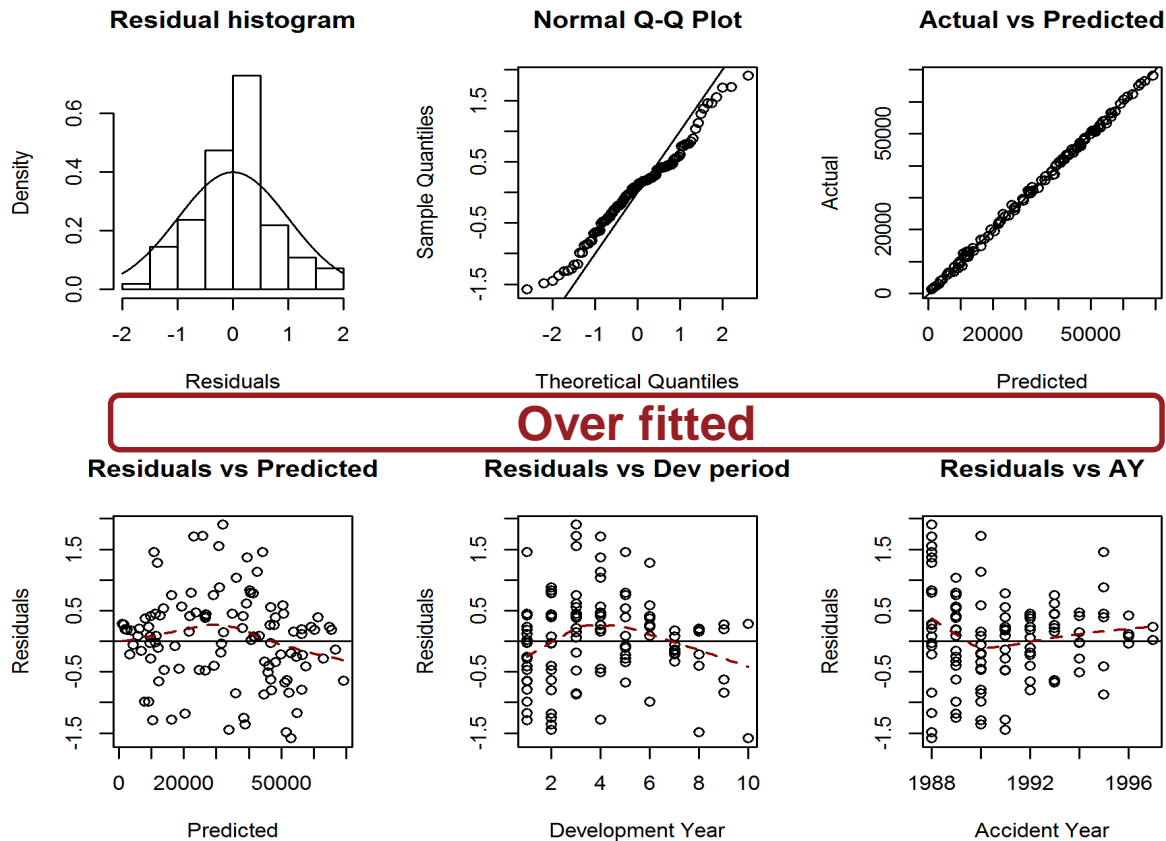 Residual histogram
Normal Q-Q Plot
Actual vs Predicted
Density
0.0 0.2 0.4 0.6
-2 -1 0 1 2
Residuals
Sample Quantiles
-1.5 -0.5 0.5 1.5
-2 -1 0 1 2
Theoretical Quantiles
Actual
0 20000 50000
0 20000 50000
Predicted
Over fitted
Residuals vs Predicted
Residuals vs Dev period
Residuals vs AY
Residuals
-1.5 -0.5 0.5 1.5
0 20000 50000
Predicted
Residuals
-1.5 -0.5 0.5 1.5
2 4 6 8 10
Development Year
Residuals
-1.5 -0.5 0.5 1.5
1988 1992 1996
Accident Year